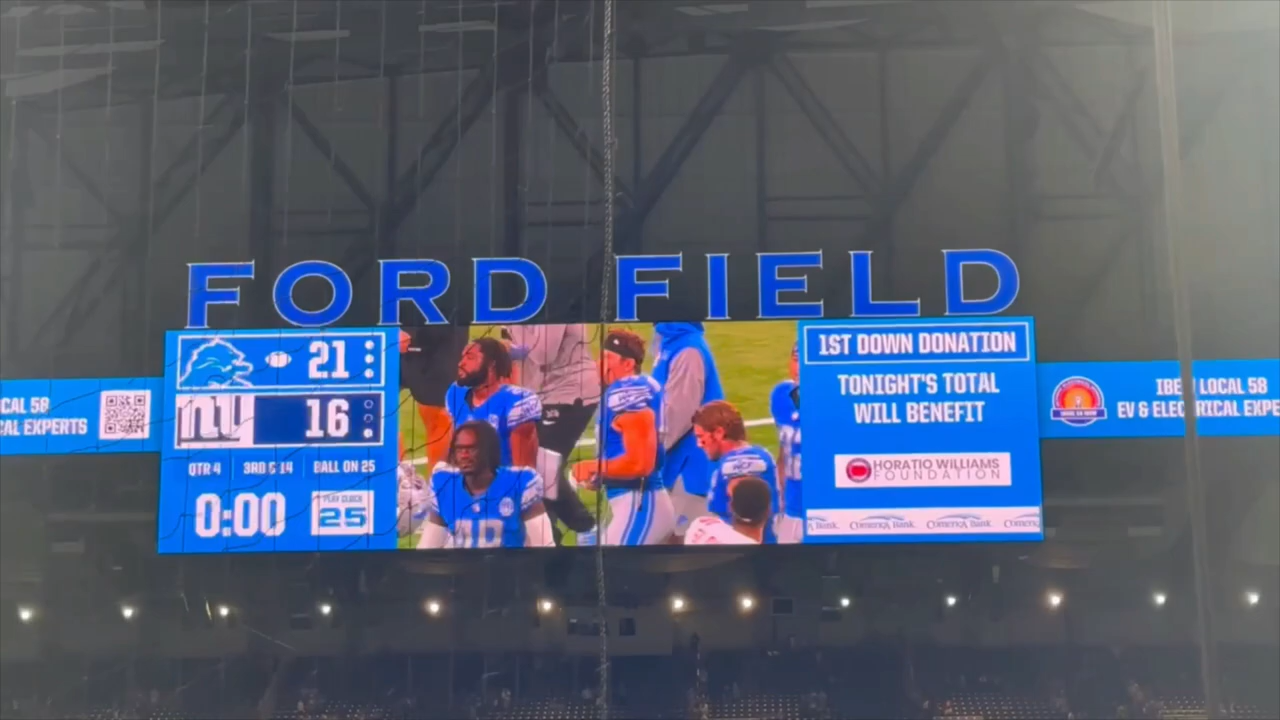 FORD FIELD
21
NY
16
QTR 4
3RD & 14
BALL ON 25
0:00
PLAY CLOCK
25
1ST DOWN DONATION
TONIGHT'S TOTAL
WILL BENEFIT
HORATIO WILLIAMS
FOUNDATION
Comerica Bank
Comerica Bank
CAL 58
AL EXPERTS
LOCAL 58
EV & ELECTRICAL EXPE